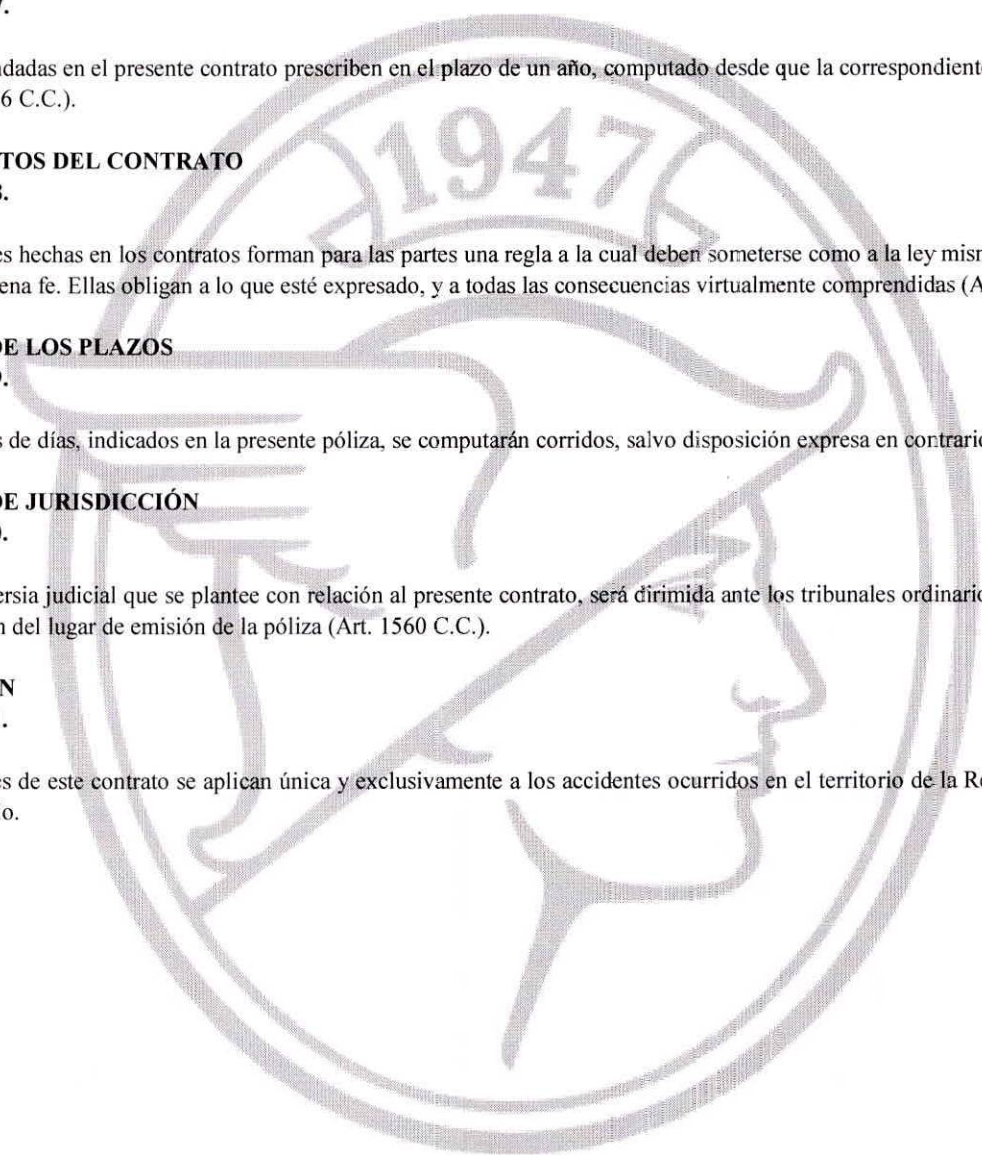 7.
dadas en el presente contrato prescriben en el plazo de un año, computado desde que la correspondiente
6 C.C.).
TOS DEL CONTRATO
8.
es hechas en los contratos forman para las partes una regla a la cual deben someterse como a la ley mism
ena fe. Ellas obligan a lo que esté expresado, y a todas las consecuencias virtualmente comprendidas (A
DE LOS PLAZOS
9.
s de días, indicados en la presente póliza, se computarán corridos, salvo disposición expresa en contrario
DE JURISDICCIÓN
0.
ersia judicial que se plantee con relación al presente contrato, será dirimida ante los tribunales ordinario
n del lugar de emisión de la póliza (Art. 1560 C.C.).
N
1.
es de este contrato se aplican única y exclusivamente a los accidentes ocurridos en el territorio de la Re
io.
1947